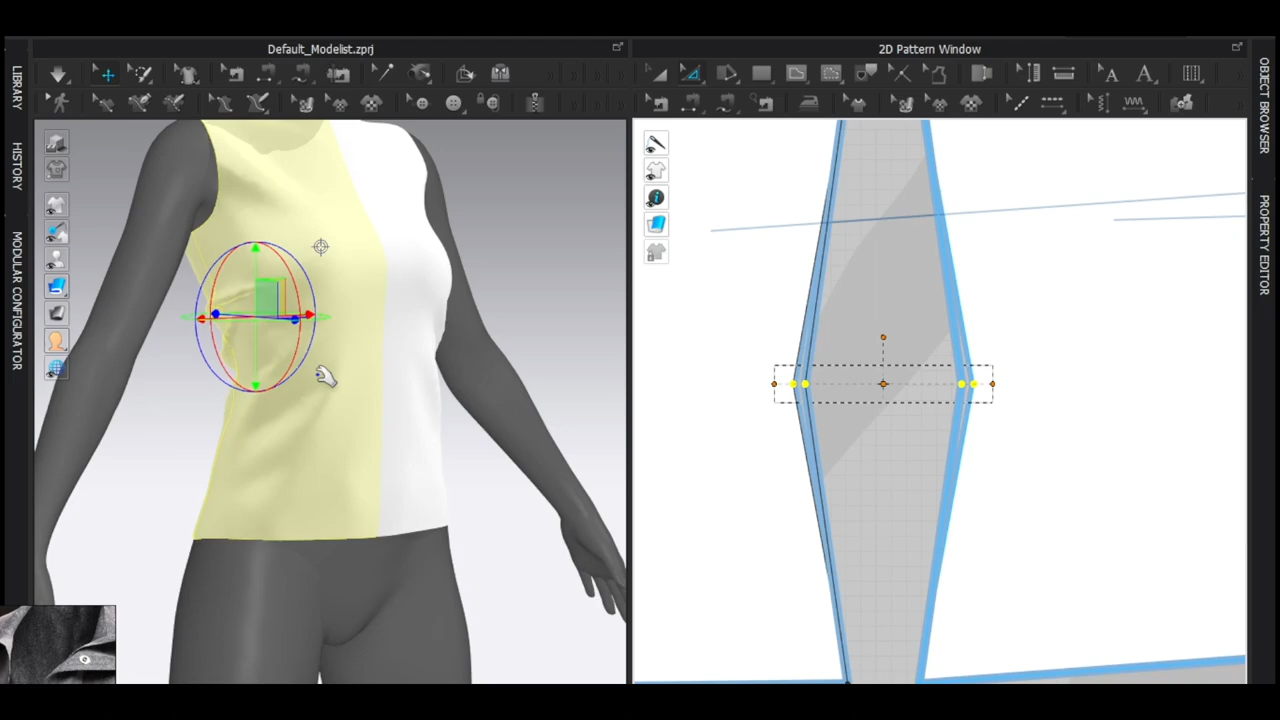 Default_Modelist.zprj
2D Pattern Window
LIBRARY
HISTORY
MODULAR CONFIGURATOR
OBJECT BROWSER
PROPERTY EDITOR